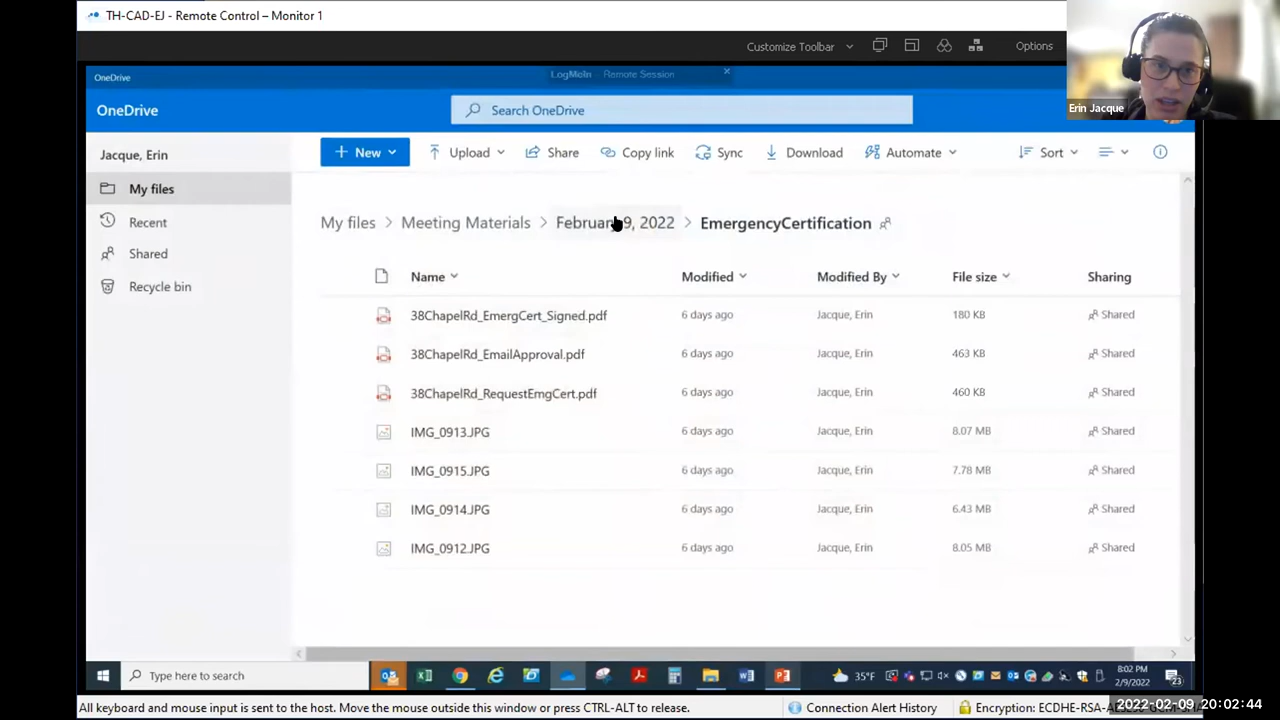 TH-CAD-EJ - Remote Control – Monitor 1
Customize Toolbar
Options
OneDrive
LogMeIn - Remote Session
OneDrive
Search OneDrive
Erin Jacque
Jacque, Erin
New
Upload
Share
Copy link
Sync
Download
Automate
Sort
My files
Recent
Shared
Recycle bin
My files > Meeting Materials > February 9, 2022 > EmergencyCertification
Name Modified Modified By File size Sharing
38ChapelRd_EmergCert_Signed.pdf 6 days ago Jacque, Erin 180 KB Shared
38ChapelRd_EmailApproval.pdf 6 days ago Jacque, Erin 463 KB Shared
38ChapelRd_RequestEmgCert.pdf 6 days ago Jacque, Erin 460 KB Shared
IMG_0913.JPG 6 days ago Jacque, Erin 8.07 MB Shared
IMG_0915.JPG 6 days ago Jacque, Erin 7.78 MB Shared
IMG_0914.JPG 6 days ago Jacque, Erin 6.43 MB Shared
IMG_0912.JPG 6 days ago Jacque, Erin 8.05 MB Shared
Type here to search
35°F
8:02 PM
2/9/2022
23
All keyboard and mouse input is sent to the host. Move the mouse outside this window or press CTRL-ALT to release.
Connection Alert History
Encryption: ECDHE-RSA-
2022-02-09 20:02:44